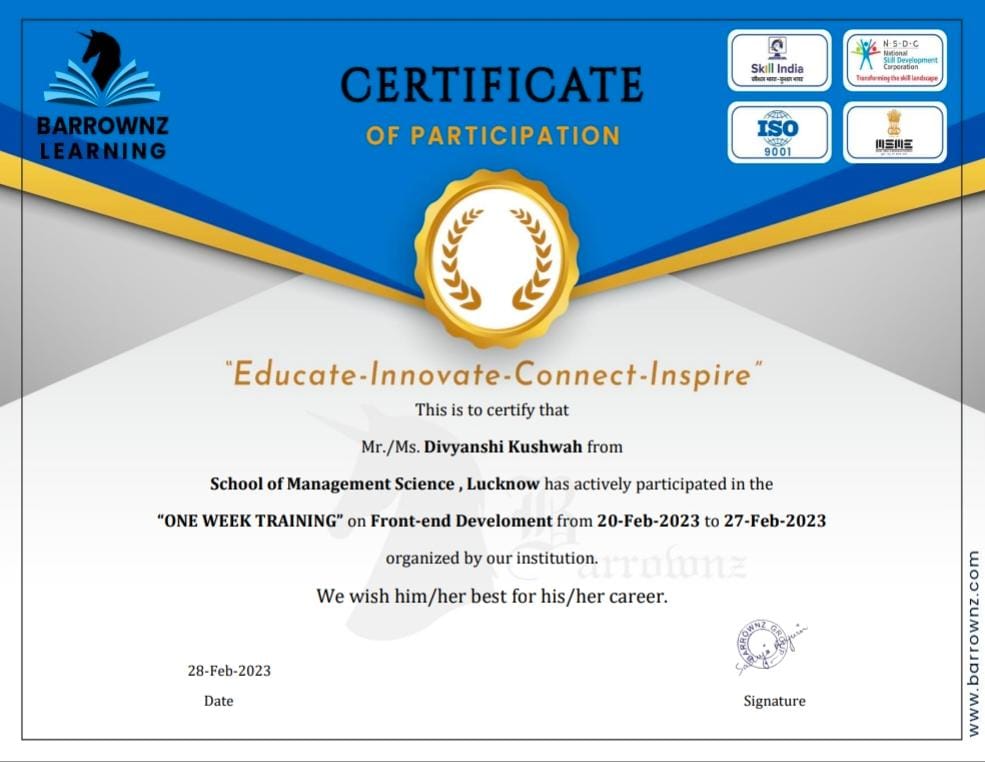 BARROWNZ
LEARNING
CERTIFICATE
OF PARTICIPATION
Skill India
कौशल भारत - कुशल भारत
N·S·D·C
National
Skill Development
Corporation
Transforming the skill landscape
ISO
9001
MSME
"Educate-Innovate-Connect-Inspire"
This is to certify that
Mr./Ms. Divyanshi Kushwah from
School of Management Science , Lucknow has actively participated in the
“ONE WEEK TRAINING” on Front-end Develoment from 20-Feb-2023 to 27-Feb-2023
organized by our institution.
We wish him/her best for his/her career.
Barrownz
BARROWNZ GROUP
28-Feb-2023
Date
Signature
www.barrownz.com